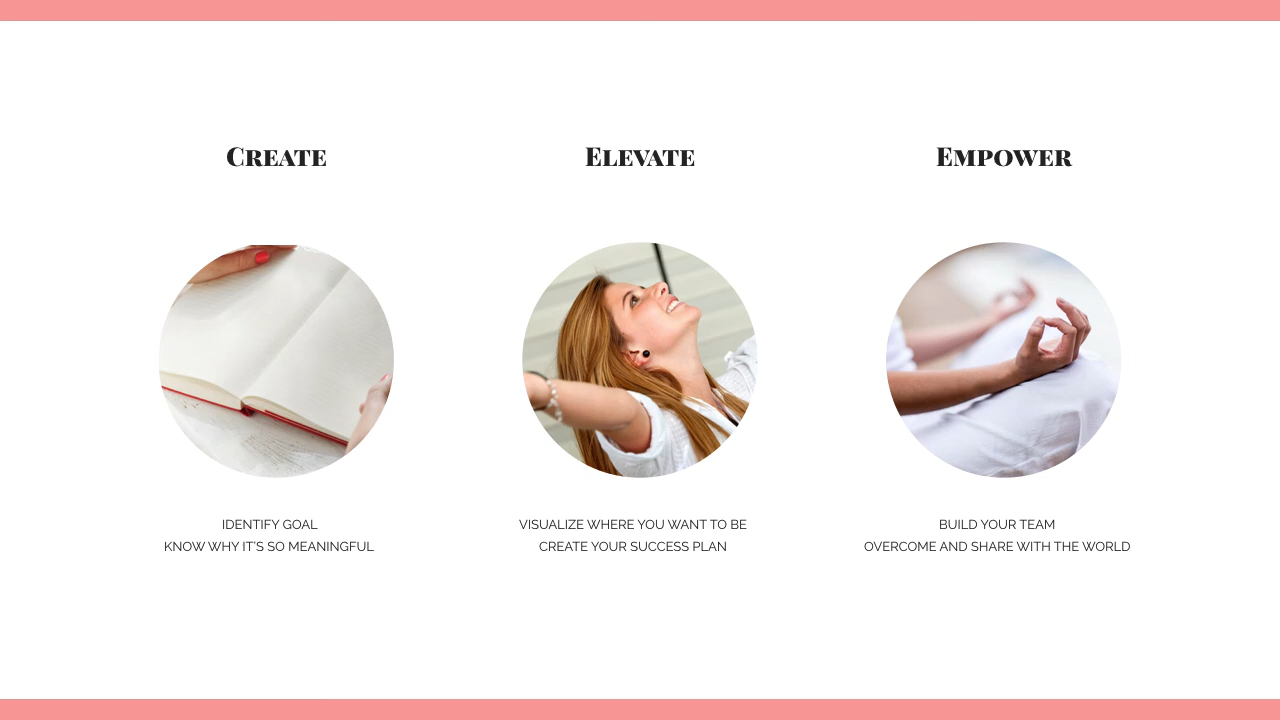 CREATE
IDENTIFY GOAL
KNOW WHY IT'S SO MEANINGFUL
ELEVATE
VISUALIZE WHERE YOU WANT TO BE
CREATE YOUR SUCCESS PLAN
EMPOWER
BUILD YOUR TEAM
OVERCOME AND SHARE WITH THE WORLD